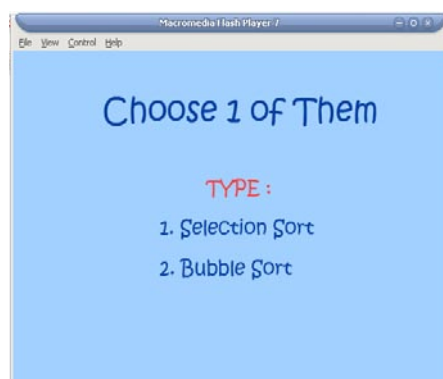 Macromedia Flash Player 7
File View Control Help
Choose 1 of Them
TYPE :
1. Selection Sort
2. Bubble Sort